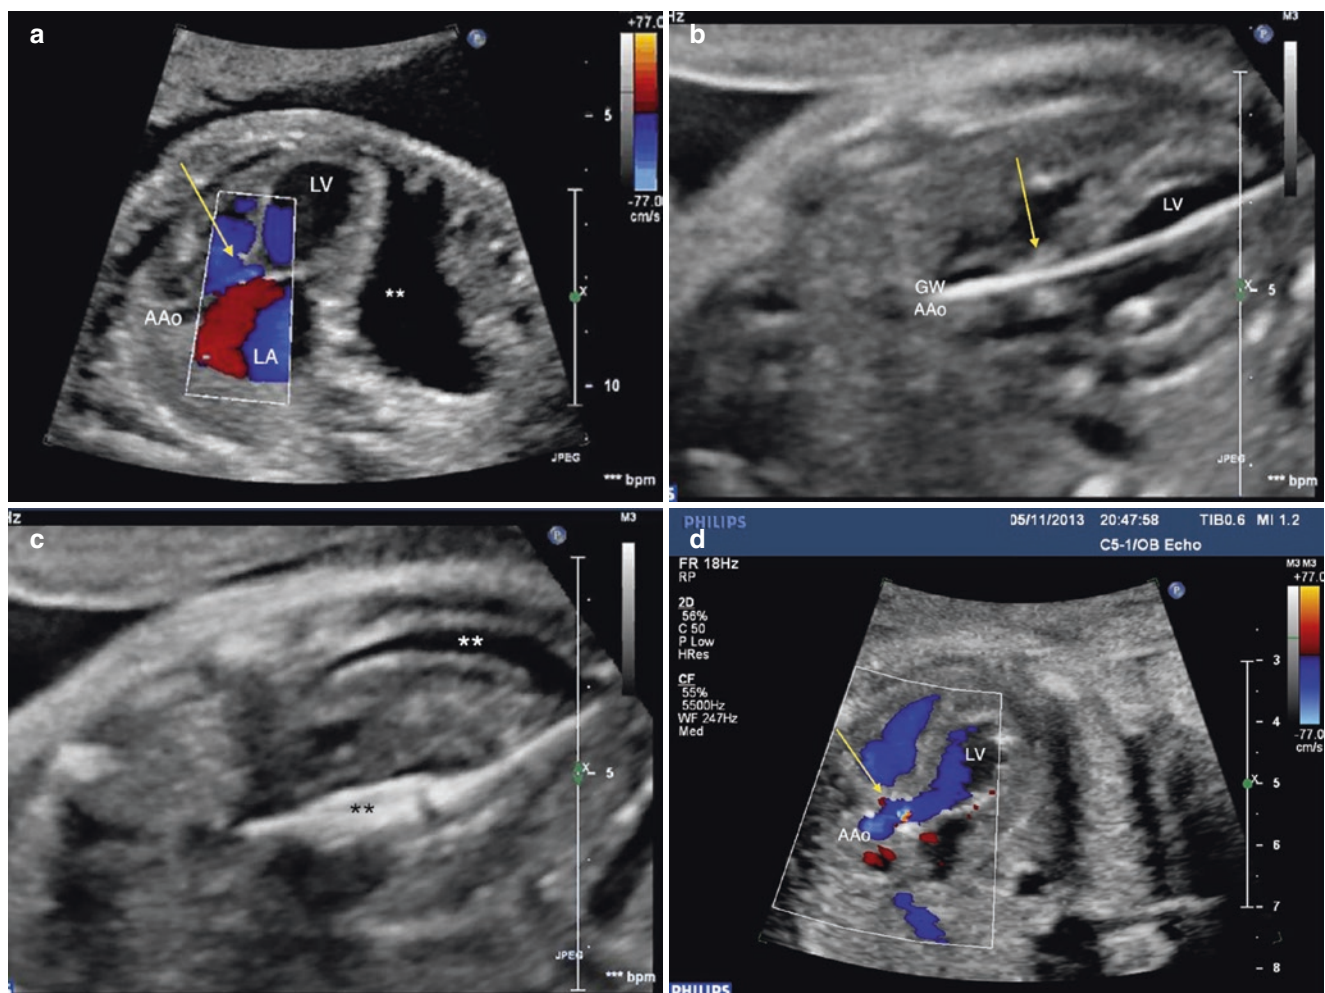 a
+77.0
-77.0
cm/s
LV
**
AAo
LA
5
X
10
JPEG
*** bpm
b
Hz
M3
P
LV
GW
AAo
X
5
JPEG
*** bpm
c
Hz
M3
P
**
**
X
5
JPEG
*** bpm
d
PHILIPS
05/11/2013 20:47:58 TIB0.6 MI 1.2
C5-1/OB Echo
FR 18Hz
RP
2D
56%
C 50
P Low
HRes
CF
55%
5500Hz
WF 247Hz
Med
M3 M3
+77.0
-77.0
cm/s
P
LV
AAo
3
4
X
5
6
7
8
PHILIPS